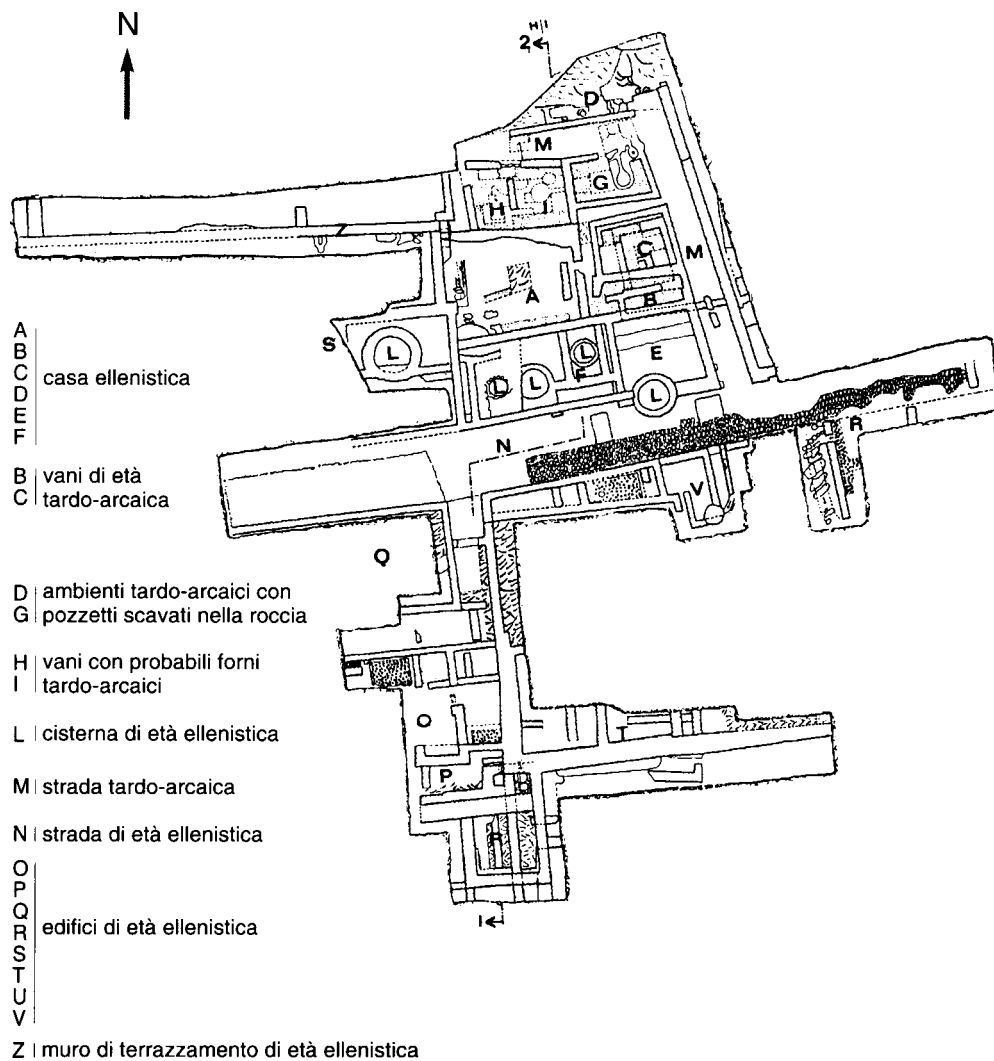 N
H I
2
D
M
G
H I
C
M
Z
A
B
S L
L L L F E
L
N
R
V
Q
O
T
P
R
1
A
B
C
D
E
F
casa ellenistica
B vani di età
C tardo-arcaica
D ambienti tardo-arcaici con
G pozzetti scavati nella roccia
H vani con probabili forni
I tardo-arcaici
L cisterna di età ellenistica
M strada tardo-arcaica
N strada di età ellenistica
O
P
Q
R
S
T
U
V
edifici di età ellenistica
Z muro di terrazzamento di età ellenistica